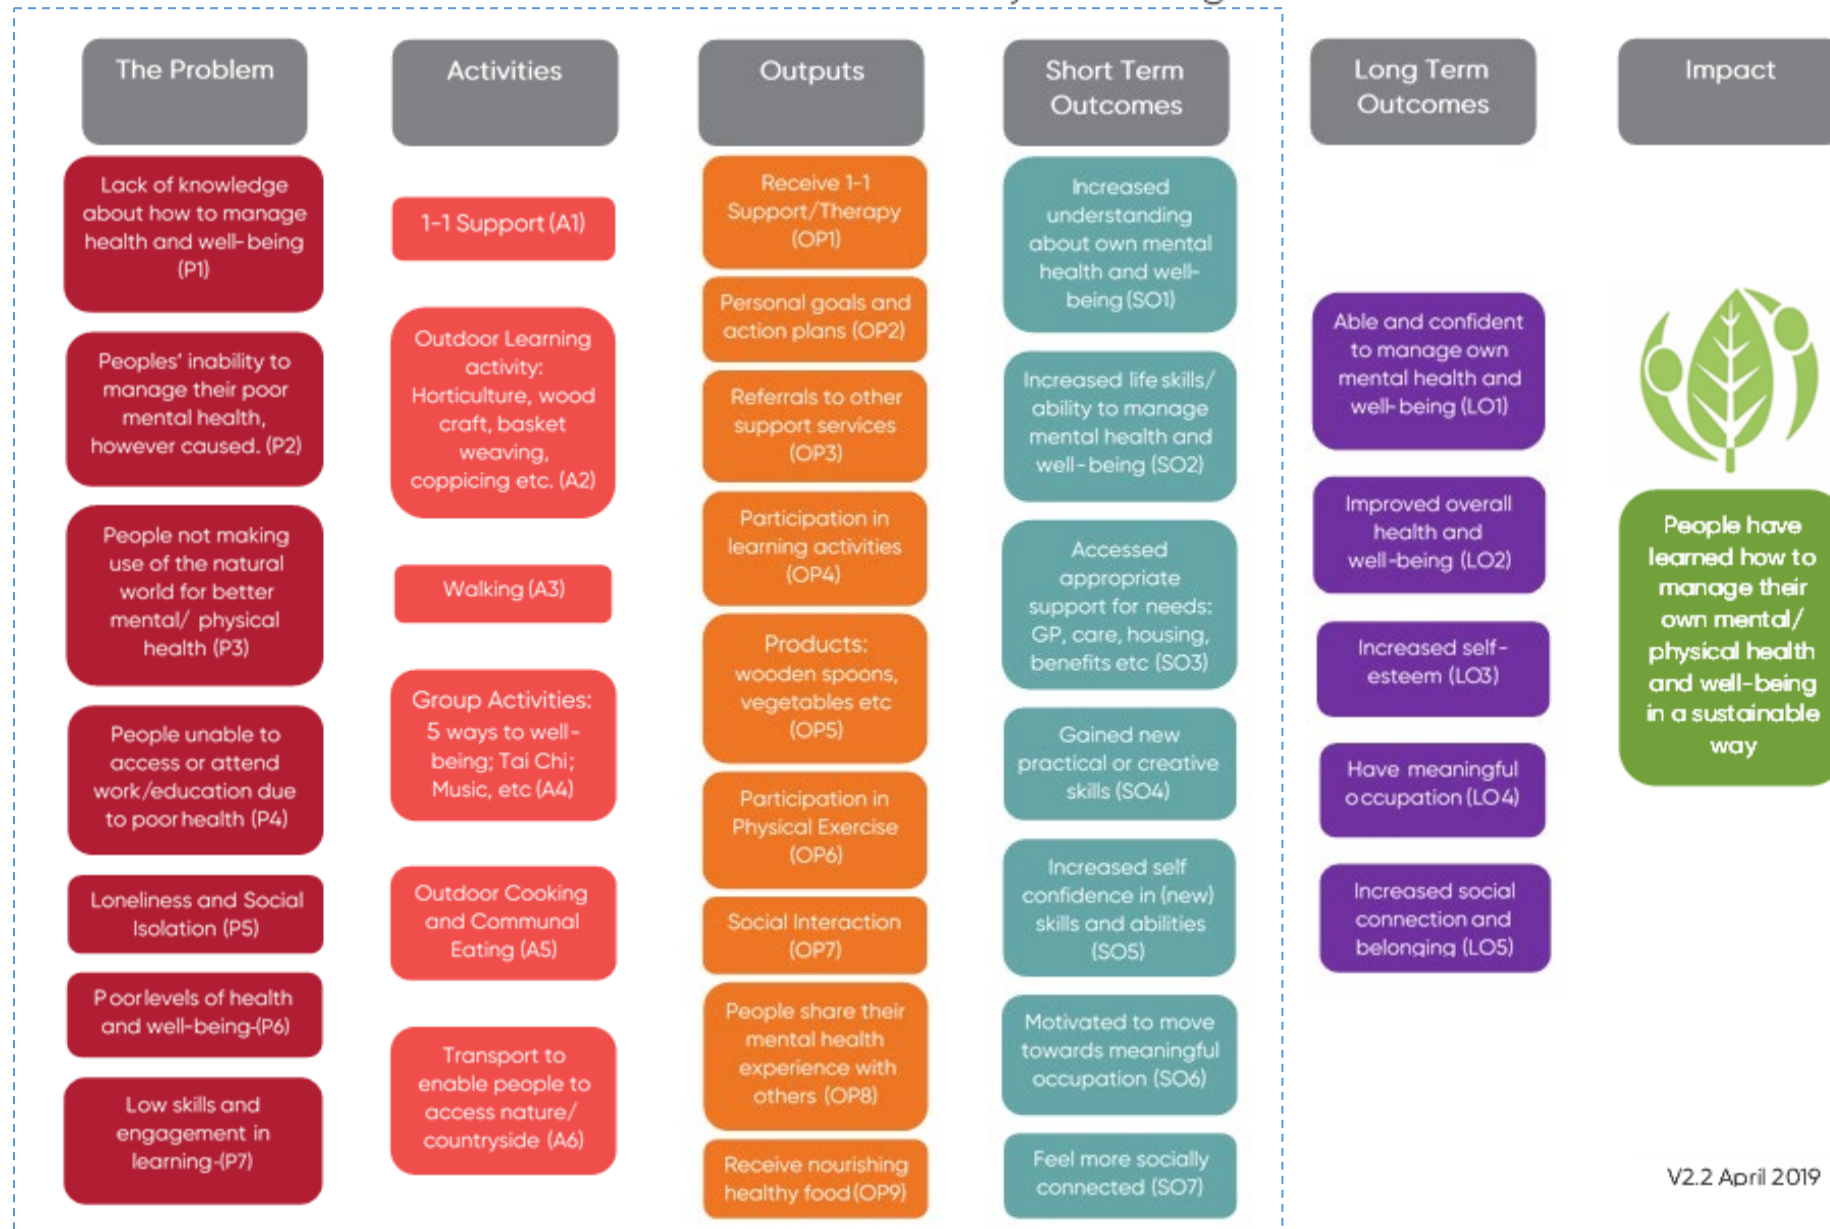 The Problem
Lack of knowledge
about how to manage
health and well-being
(P1)
Peoples' inability to
manage their poor
mental health,
however caused. (P2)
People not making
use of the natural
world for better
mental/ physical
health (P3)
People unable to
access or attend
work/education due
to poor health (P4)
Loneliness and Social
Isolation (P5)
Poor levels of health
and well-being-(P6)
Low skills and
engagement in
learning-(P7)
Activities
1-1 Support (A1)
Outdoor Learning
activity:
Horticulture, wood
craft, basket
weaving,
coppicing etc. (A2)
Walking (A3)
Group Activities:
5 ways to well-
being; Tai Chi;
Music, etc (A4)
Outdoor Cooking
and Communal
Eating (A5)
Transport to
enable people to
access nature/
countryside (A6)
Outputs
Receive 1-1
Support/Therapy
(OP1)
Personal goals and
action plans (OP2)
Referrals to other
support services
(OP3)
Participation in
learning activities
(OP4)
Products:
wooden spoons,
vegetables etc
(OP5)
Participation in
Physical Exercise
(OP6)
Social Interaction
(OP7)
People share their
mental health
experience with
others (OP8)
Receive nourishing
healthy food (OP9)
Short Term
Outcomes
Increased
understanding
about own mental
health and well-
being (SO1)
Increased life skills/
ability to manage
mental health and
well-being (SO2)
Accessed
appropriate
support for needs:
GP, care, housing,
benefits etc (SO3)
Gained new
practical or creative
skills (SO4)
Increased self
confidence in (new)
skills and abilities
(SO5)
Motivated to move
towards meaningful
occupation (SO6)
Feel more socially
connected (SO7)
Long Term
Outcomes
Able and confident
to manage own
mental health and
well-being (LO1)
Improved overall
health and
well-being (LO2)
Increased self-
esteem (LO3)
Have meaningful
occupation (LO4)
Increased social
connection and
belonging (LO5)
Impact
People have
learned how to
manage their
own mental/
physical health
and well-being
in a sustainable
way
V2.2 April 2019